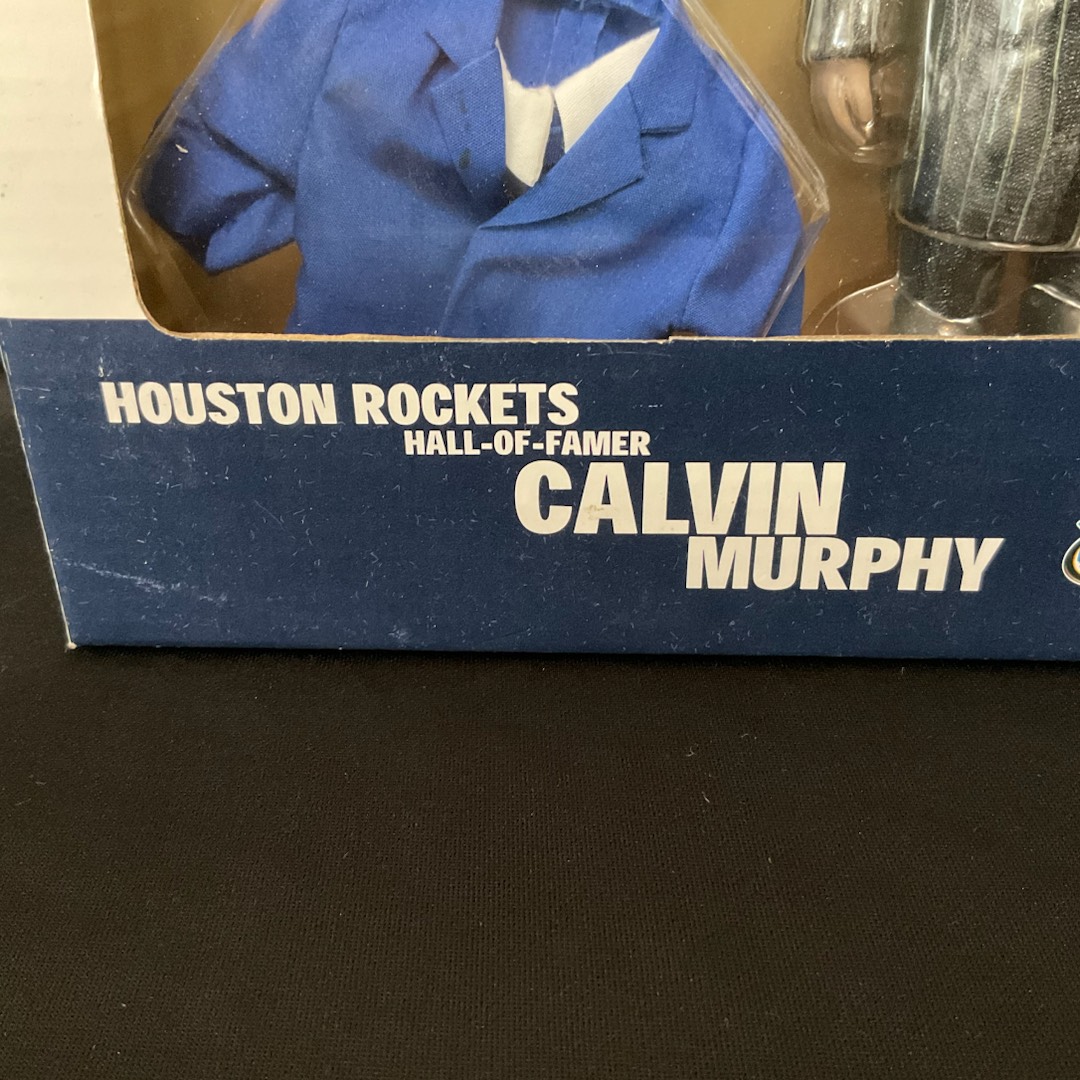 HOUSTON ROCKETS
HALL-OF-FAMER
CALVIN
MURPHY